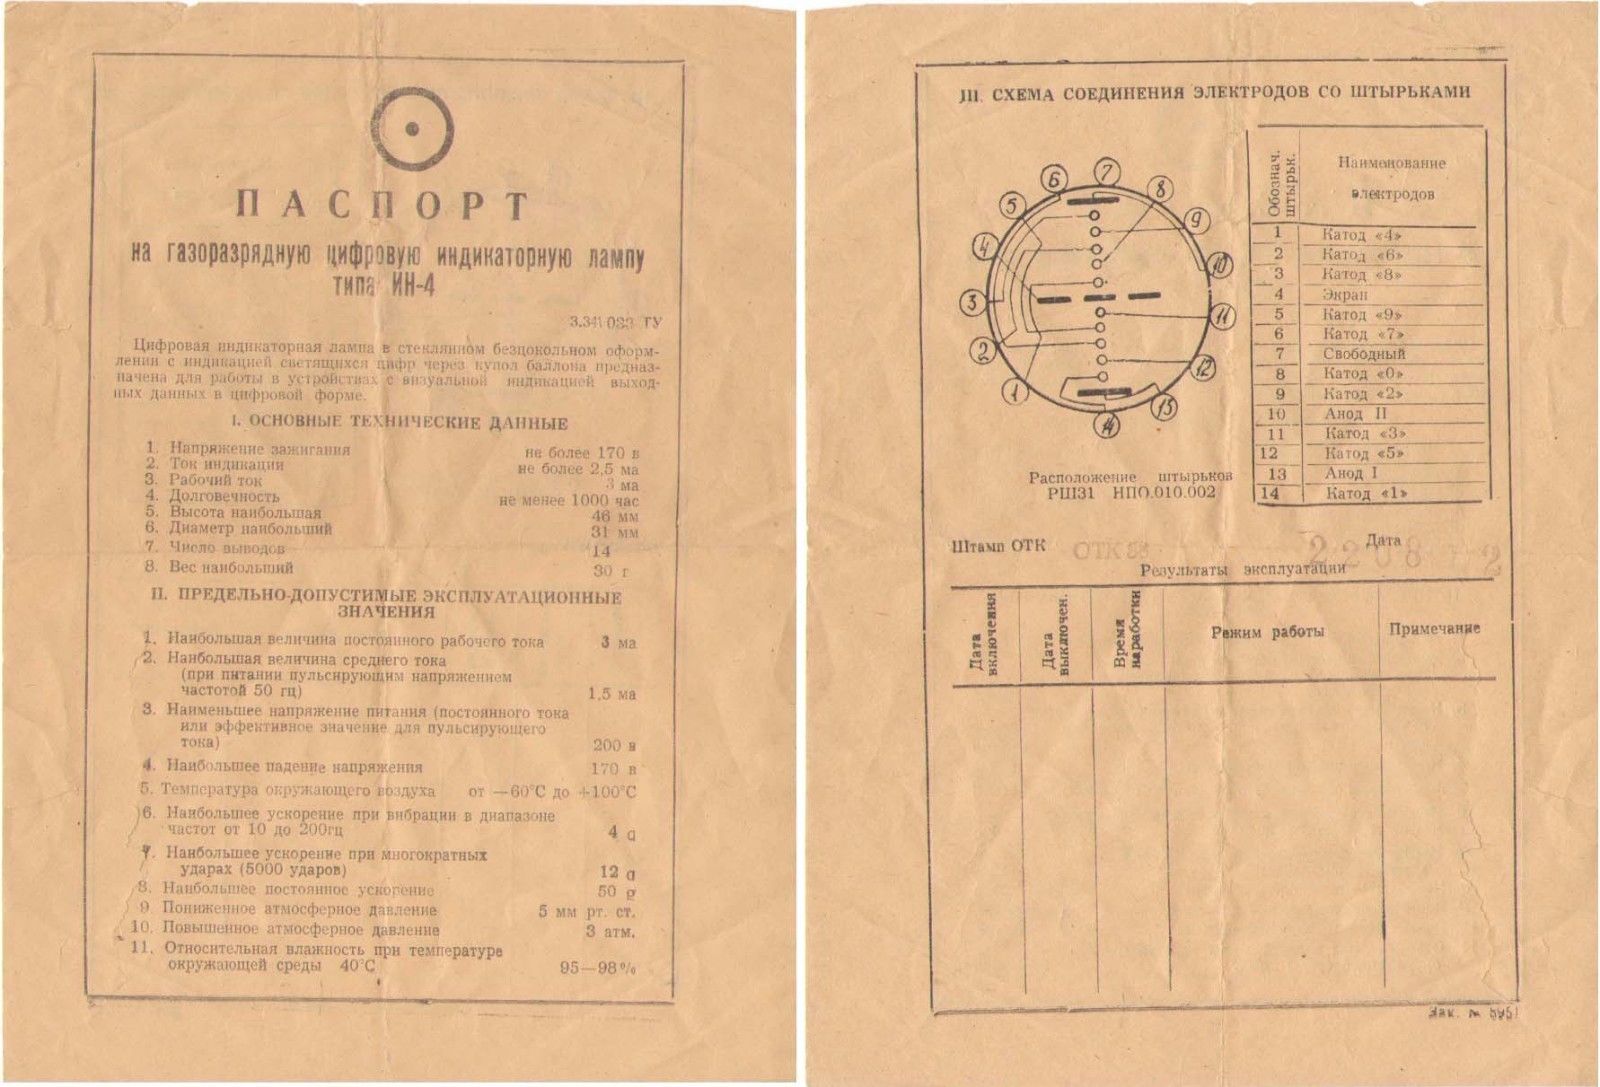 ПАСПОРТ
на газоразрядную цифровую индикаторную лампу
типа ИН-4
ТУ
Цифровая индикаторная лампа в стеклянном безцокольном оформ-
лении с индикацией светящихся цифр через купол баллона предназ-
начена для работы в устройствах с визуальной индикацией выход-
ных данных в цифровой форме.
I. ОСНОВНЫЕ ТЕХНИЧЕСКИЕ ДАННЫЕ
1. Напряжение зажигания не более 170 в
2. Ток индикации не более 2,5 ма
3. Рабочий ток 3 ма
4. Долговечность не менее 1000 час
5. Высота наибольшая 46 мм
6. Диаметр наибольший 31 мм
7. Число выводов 14
8. Вес наибольший 30 г
II. ПРЕДЕЛЬНО-ДОПУСТИМЫЕ ЭКСПЛУАТАЦИОННЫЕ
ЗНАЧЕНИЯ
1. Наибольшая величина постоянного рабочего тока 3 ма
2. Наибольшая величина среднего тока
(при питании пульсирующим напряжением
частотой 50 гц) 1,5 ма
3. Наименьшее напряжение питания (постоянного тока
или эффективное значение для пульсирующего
тока) 200 в
4. Наибольшее падение напряжения 170 в
5. Температура окружающего воздуха от —60°С до +100°С
6. Наибольшее ускорение при вибрации в диапазоне
частот от 10 до 200гц 4 g
7. Наибольшее ускорение при многократных
ударах (5000 ударов) 12 g
8. Наибольшее постоянное ускорение 50 g
9 Пониженное атмосферное давление 5 мм рт. ст.
10. Повышенное атмосферное давление 3 атм.
11. Относительная влажность при температуре
окружающей среды 40°С 95—98%
III. СХЕМА СОЕДИНЕНИЯ ЭЛЕКТРОДОВ СО ШТЫРЬКАМИ
1
2
3
4
5
6
7
8
9
10
11
12
13
14
Расположение штырьков
РШ31 НПО.010.002
Обознач. штырьк.
Наименование
электродов
1 Катод «4»
2 Катод «6»
3 Катод «8»
4 Экран
5 Катод «9»
6 Катод «7»
7 Свободный
8 Катод «0»
9 Катод «2»
10 Анод II
11 Катод «3»
12 Катод «5»
13 Анод I
14 Катод «1»
Штамп ОТК Дата
Результаты эксплуатации
Дата включения
Дата выключен.
Время наработки
Режим работы
Примечание
Зак. №